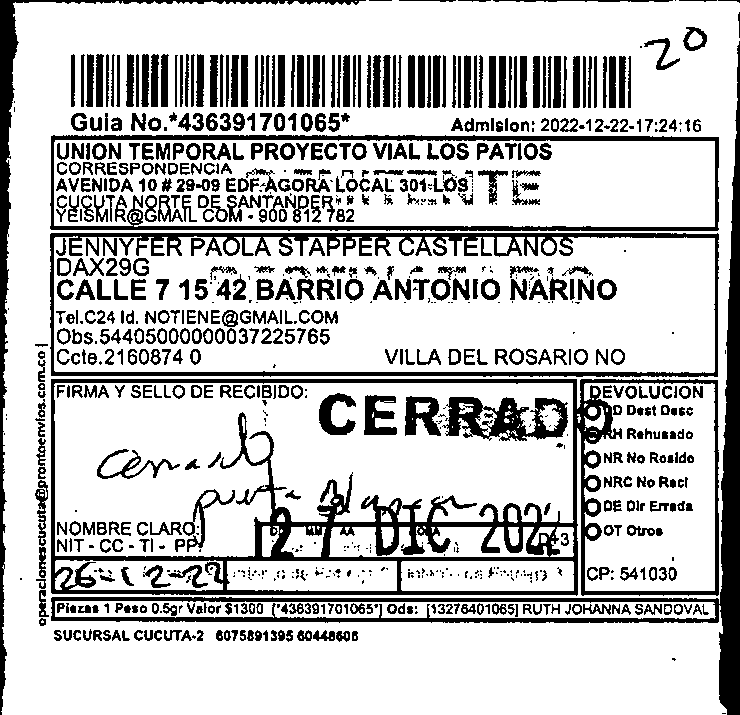 20
Guia No.*436391701065*
Admision: 2022-12-22-17:24:16
UNION TEMPORAL PROYECTO VIAL LOS PATIOS
CORRESPONDENCIA
AVENIDA 10 # 29-09 EDF AGORA LOCAL 301-LOS
CUCUTA NORTE DE SANTANDER
YEISMIR@GMAIL COM - 900 812 782
JENNYFER PAOLA STAPPER CASTELLANOS
DAX29G
CALLE 7 15 42 BARRIO ANTONIO NARINO
Tel.C24 Id. NOTIENE@GMAIL.COM
Obs.54405000000037225765
Ccte.2160874 0
VILLA DEL ROSARIO NO
operacionescucuta@prontoenvios.com.co
FIRMA Y SELLO DE RECIBIDO:
CERRADO
DEVOLUCION
DD Dest Desc
RH Rehusado
NR No Resido
NRC No Recl
DE Dir Errada
OT Otros
Cerrado
NOMBRE CLARO:
NIT - CC - TI - PP
27 DIC 2022
D+3
26-12-22
CP: 541030
Piezas 1 Peso 0.5gr Valor $1300 (*436391701065*) Ods: [13276401065] RUTH JOHANNA SANDOVAL
SUCURSAL CUCUTA-2 6075891395 60448606